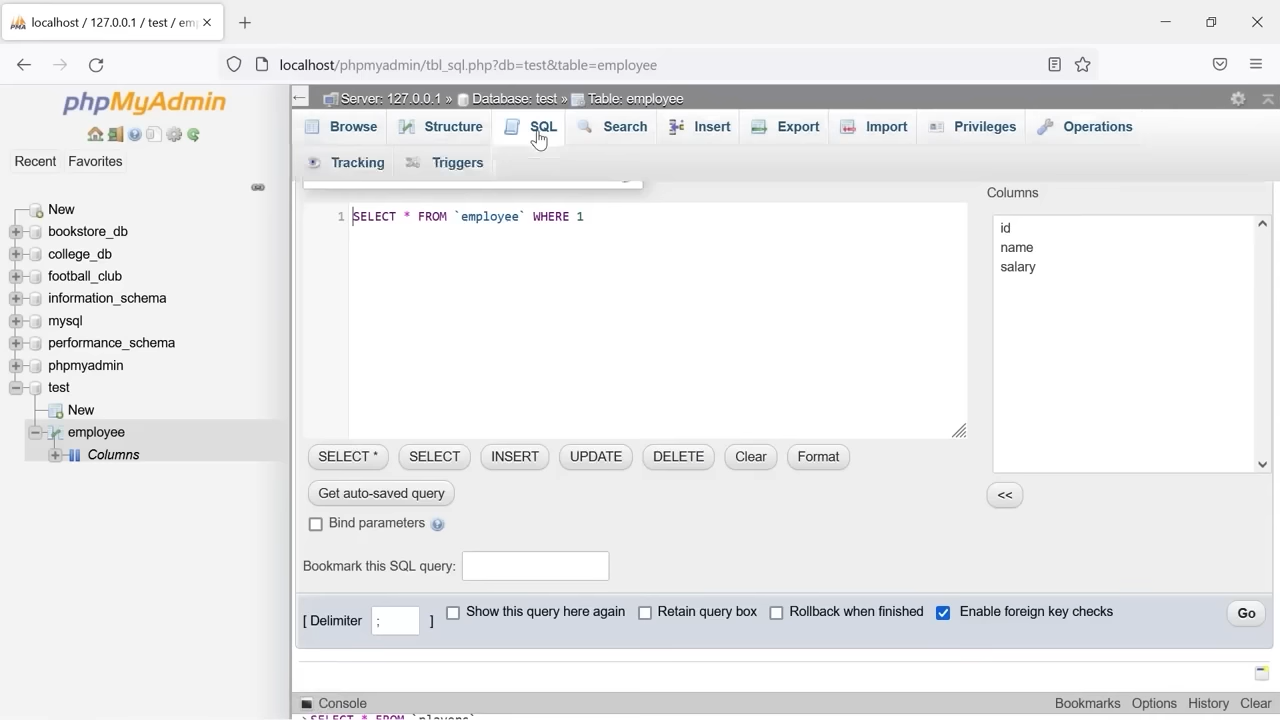 localhost / 127.0.0.1 / test / em
localhost/phpmyadmin/tbl_sql.php?db=test&table=employee
phpMyAdmin
Recent Favorites
New
bookstore_db
college_db
football_club
information_schema
mysql
performance_schema
phpmyadmin
test
New
employee
Columns
Server: 127.0.0.1 » Database: test » Table: employee
Browse Structure SQL Search Insert Export Import Privileges Operations
Tracking Triggers
1 SELECT * FROM `employee` WHERE 1
Columns
id
name
salary
SELECT * SELECT INSERT UPDATE DELETE Clear Format
Get auto-saved query
<<
Bind parameters
Bookmark this SQL query:
[ Delimiter ; ] Show this query here again Retain query box Rollback when finished Enable foreign key checks Go
Console Bookmarks Options History Clear
>SELECT * FROM `players`